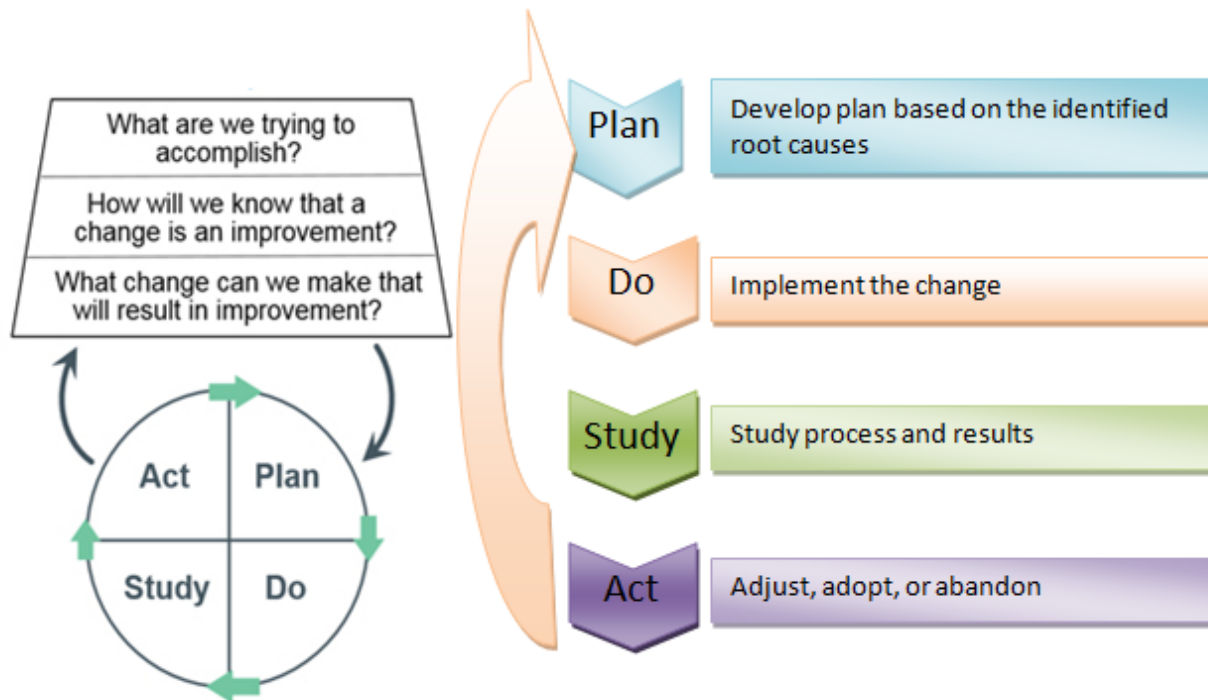 What are we trying to
accomplish?
How will we know that a
change is an improvement?
What change can we make that
will result in improvement?
Act
Plan
Study
Do
Plan
Develop plan based on the identified
root causes
Do
Implement the change
Study
Study process and results
Act
Adjust, adopt, or abandon